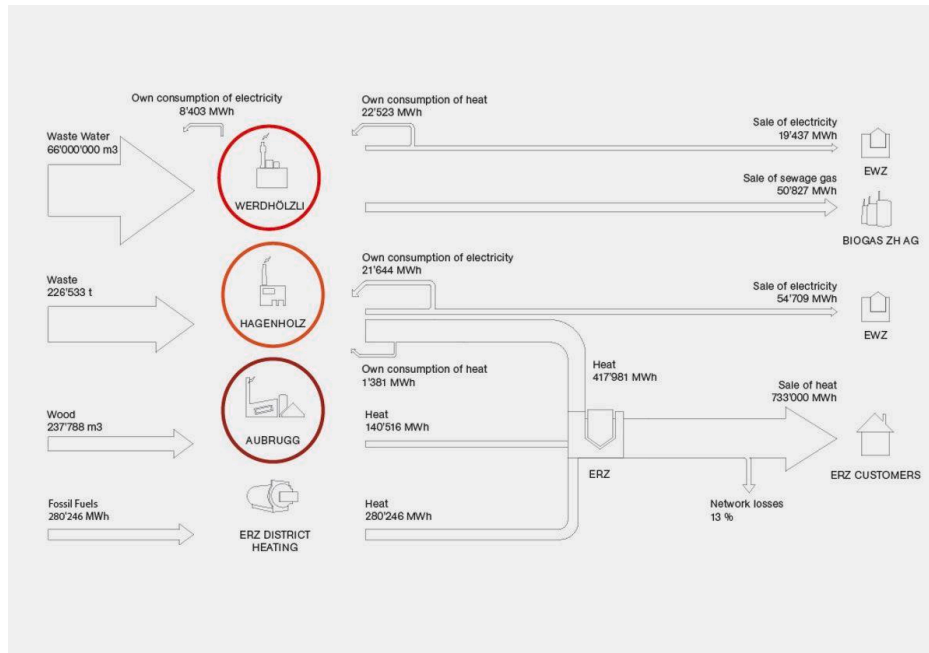 Own consumption of electricity
8'403 MWh
Own consumption of heat
22'523 MWh
Waste Water
66'000'000 m3
Sale of electricity
19'437 MWh
EWZ
WERDHÖLZLI
Sale of sewage gas
50'827 MWh
BIOGAS ZH AG
Waste
226'533 t
Own consumption of electricity
21'644 MWh
Sale of electricity
54'709 MWh
HAGENHOLZ
EWZ
Own consumption of heat
1'381 MWh
Heat
417'981 MWh
Sale of heat
733'000 MWh
Wood
237'788 m3
Heat
140'516 MWh
AUBRUGG
ERZ
ERZ CUSTOMERS
Fossil Fuels
280'246 MWh
Heat
280'246 MWh
Network losses
13 %
ERZ DISTRICT
HEATING